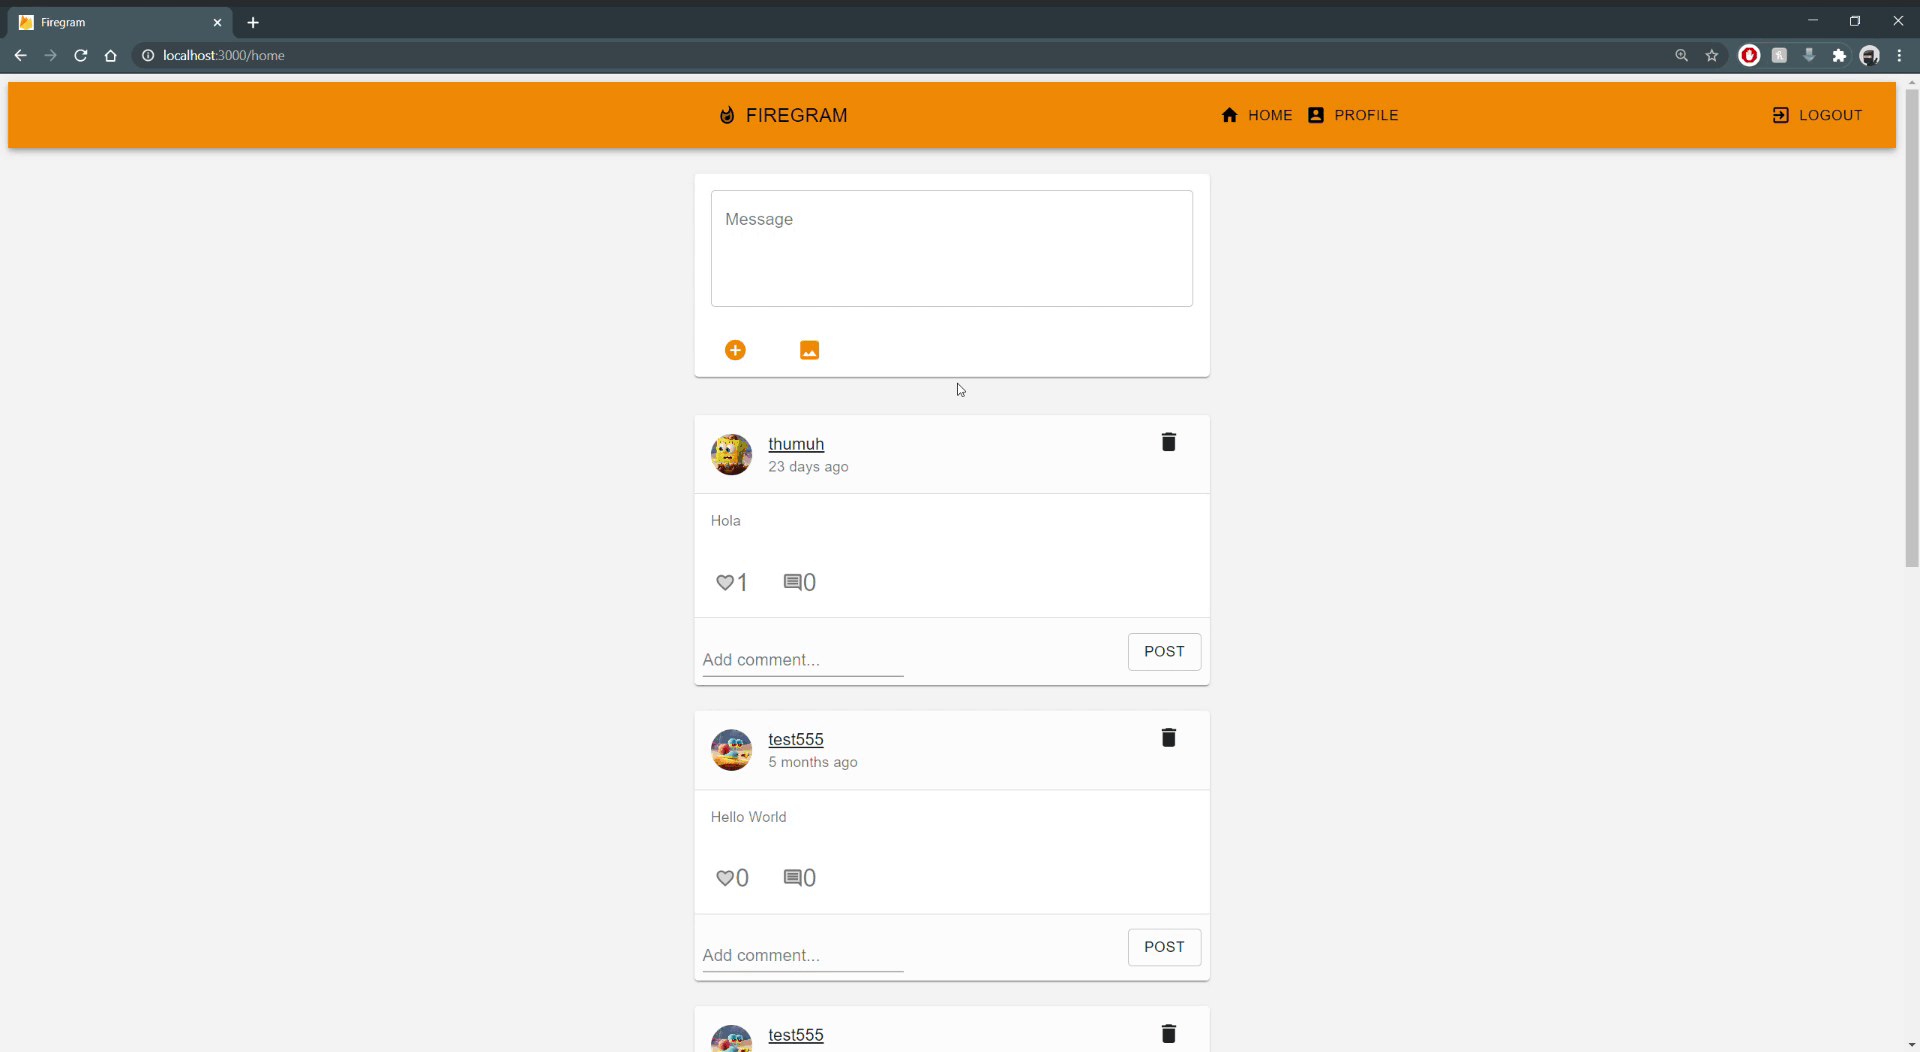 Firegram
localhost:3000/home
FIREGRAM
HOME
PROFILE
LOGOUT
Message
thumuh
23 days ago
Hola
1
0
Add comment...
POST
test555
5 months ago
Hello World
0
0
Add comment...
POST
test555